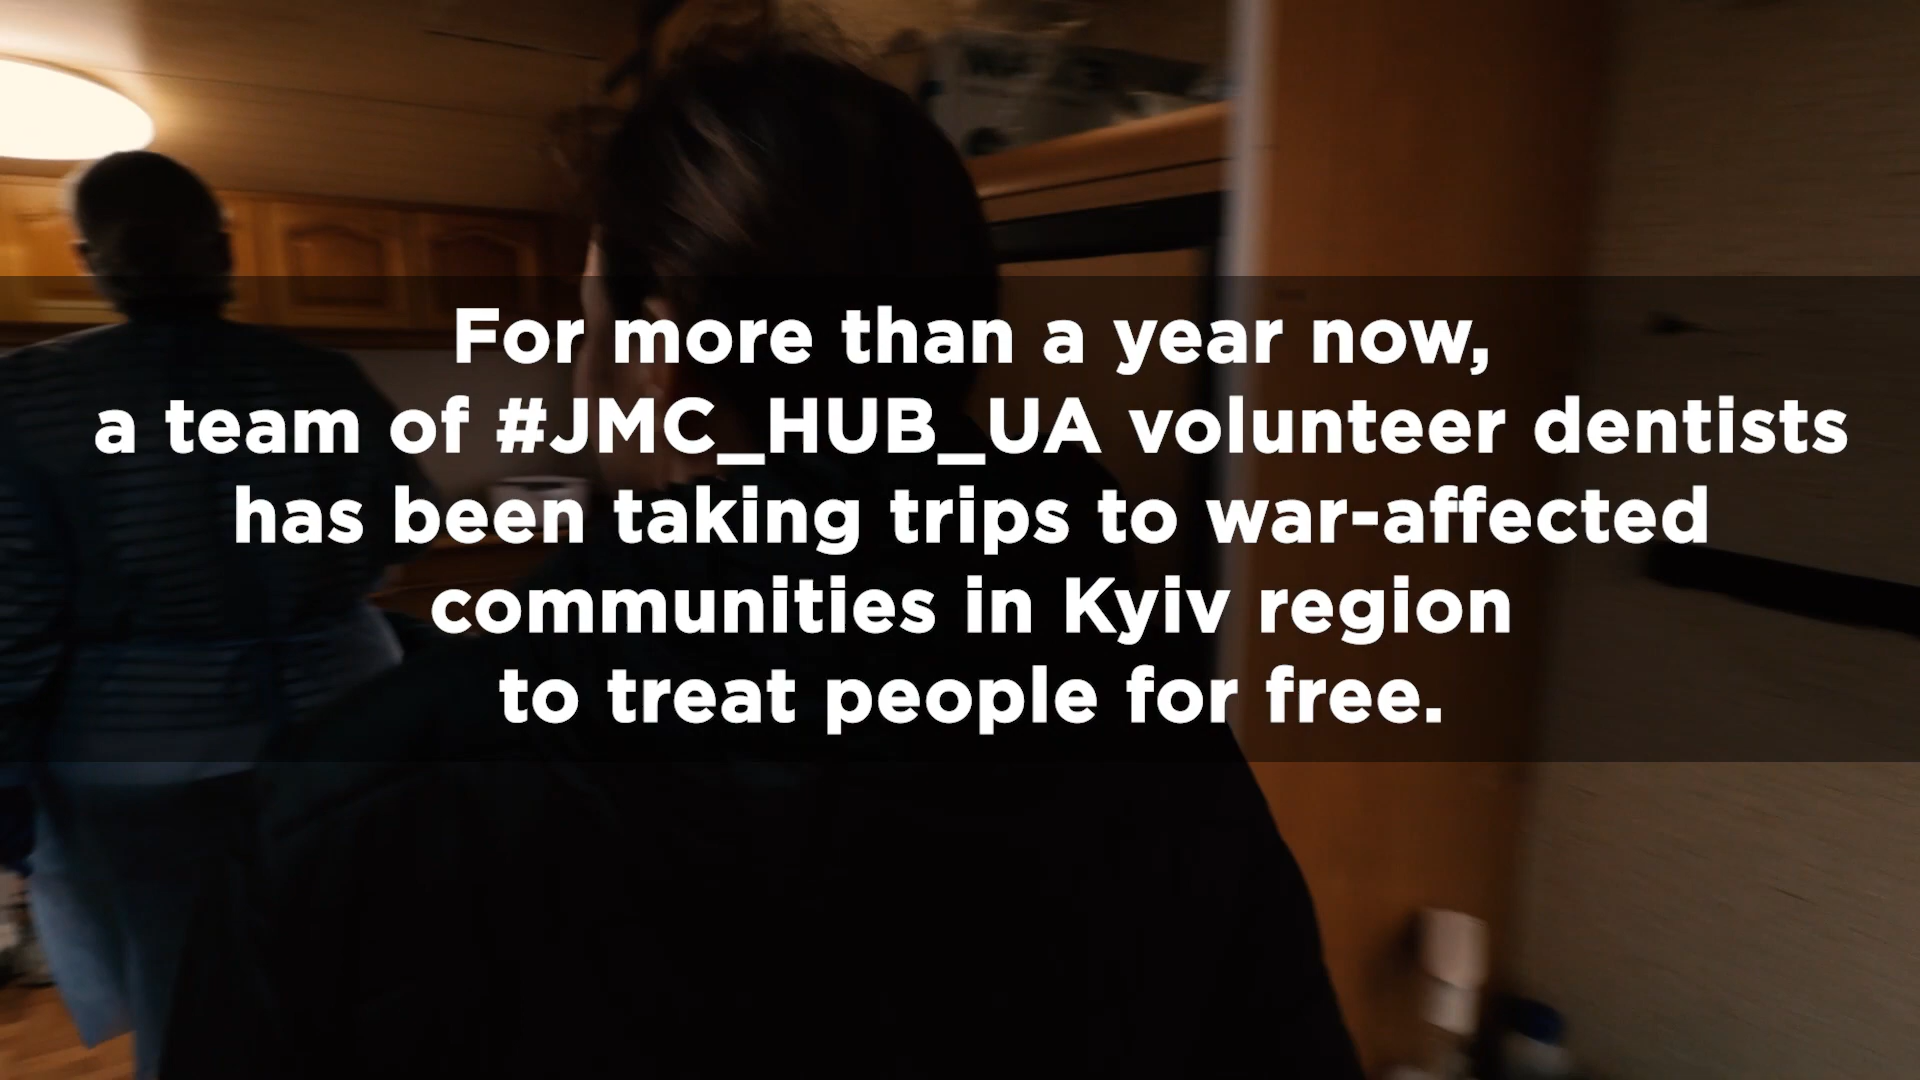 For more than a year now,
a team of #JMC_HUB_UA volunteer dentists
has been taking trips to war-affected
communities in Kyiv region
to treat people for free.